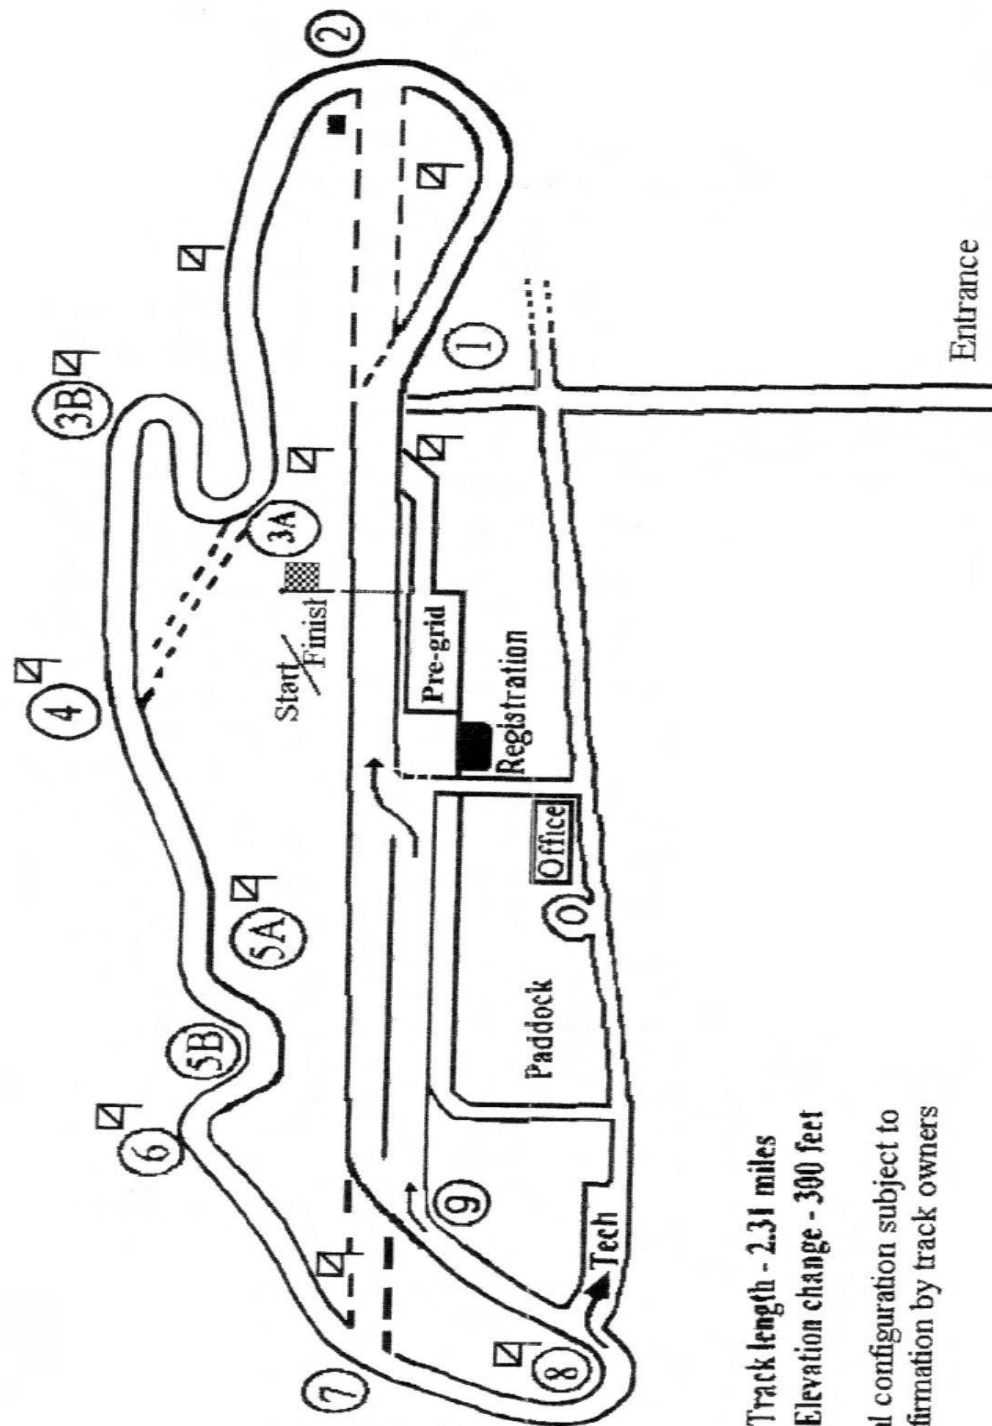 2
3B
1
Entrance
3A
4
Start/
Finish
Pre-grid
Registration
5A
Office
5B
Paddock
6
9
Tech
7
8
Track length - 2.31 miles
Elevation change - 300 feet
configuration subject to
by track owners